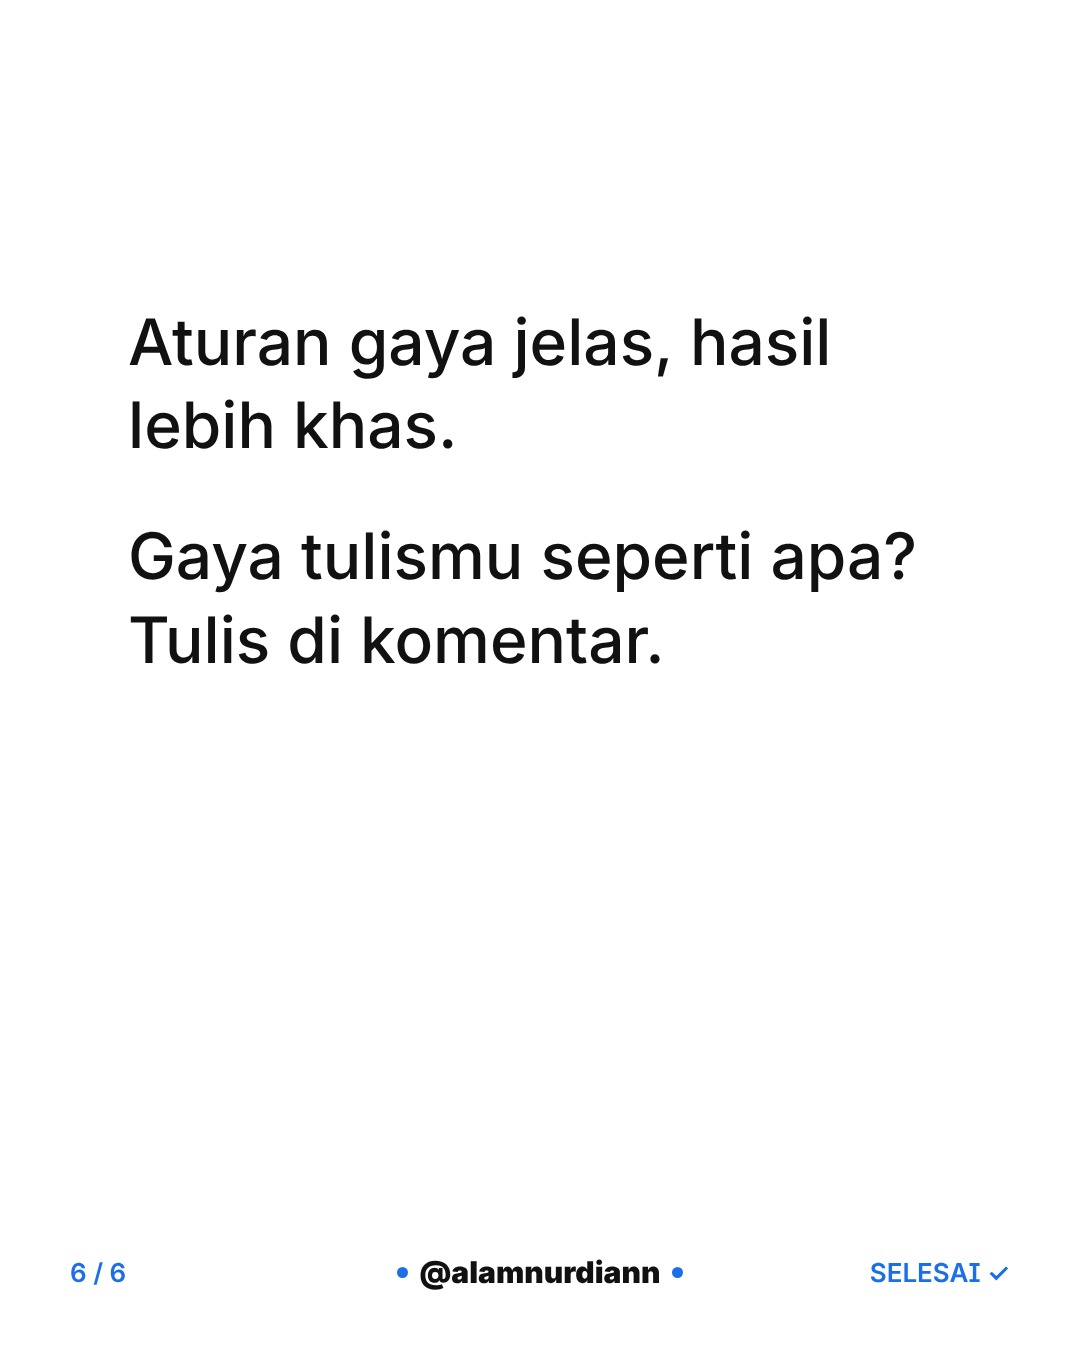 Aturan gaya jelas, hasil
lebih khas.
Gaya tulismu seperti apa?
Tulis di komentar.
6 / 6
• @alamnurdiann •
SELESAI ✓